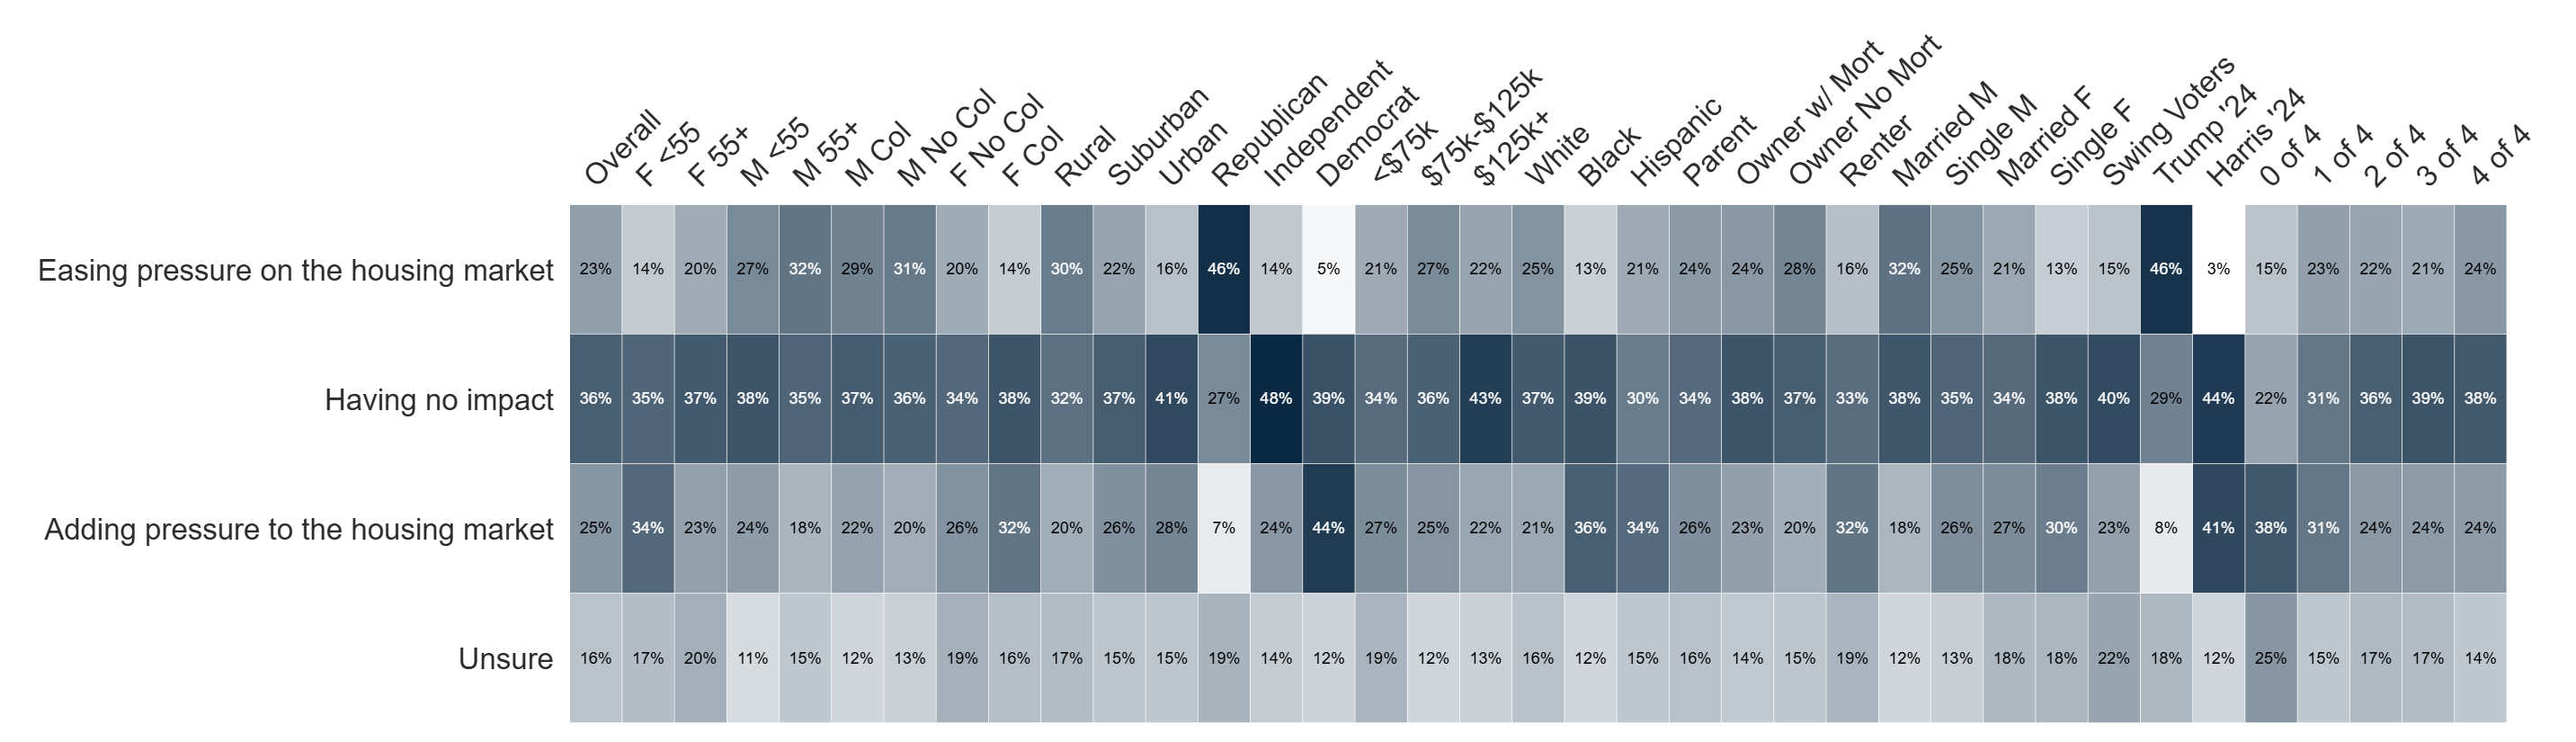 Overall F <55 F 55+ M <55 M 55+ M Col M No Col F No Col F Col Rural Suburban Urban Republican Independent Democrat <$75k $75k-$125k $125k+ White Black Hispanic Parent Owner w/ Mort Owner No Mort Renter Married M Single M Married F Single F Swing Voters Trump '24 Harris '24 0 of 4 1 of 4 2 of 4 3 of 4 4 of 4
Easing pressure on the housing market 23% 14% 20% 27% 32% 29% 31% 20% 14% 30% 22% 16% 46% 14% 5% 21% 27% 22% 25% 13% 21% 24% 24% 28% 16% 32% 25% 21% 13% 15% 46% 3% 15% 23% 22% 21% 24%
Having no impact 36% 35% 37% 38% 35% 37% 36% 34% 38% 32% 37% 41% 27% 48% 39% 34% 36% 43% 37% 39% 30% 34% 38% 37% 33% 38% 35% 34% 38% 40% 29% 44% 22% 31% 36% 39% 38%
Adding pressure to the housing market 25% 34% 23% 24% 18% 22% 20% 26% 32% 20% 26% 28% 7% 24% 44% 27% 25% 22% 21% 36% 34% 26% 23% 20% 32% 18% 26% 27% 30% 23% 8% 41% 38% 31% 24% 24% 24%
Unsure 16% 17% 20% 11% 15% 12% 13% 19% 16% 17% 15% 15% 19% 14% 12% 19% 12% 13% 16% 12% 15% 16% 14% 15% 19% 12% 13% 18% 18% 22% 18% 12% 25% 15% 17% 17% 14%